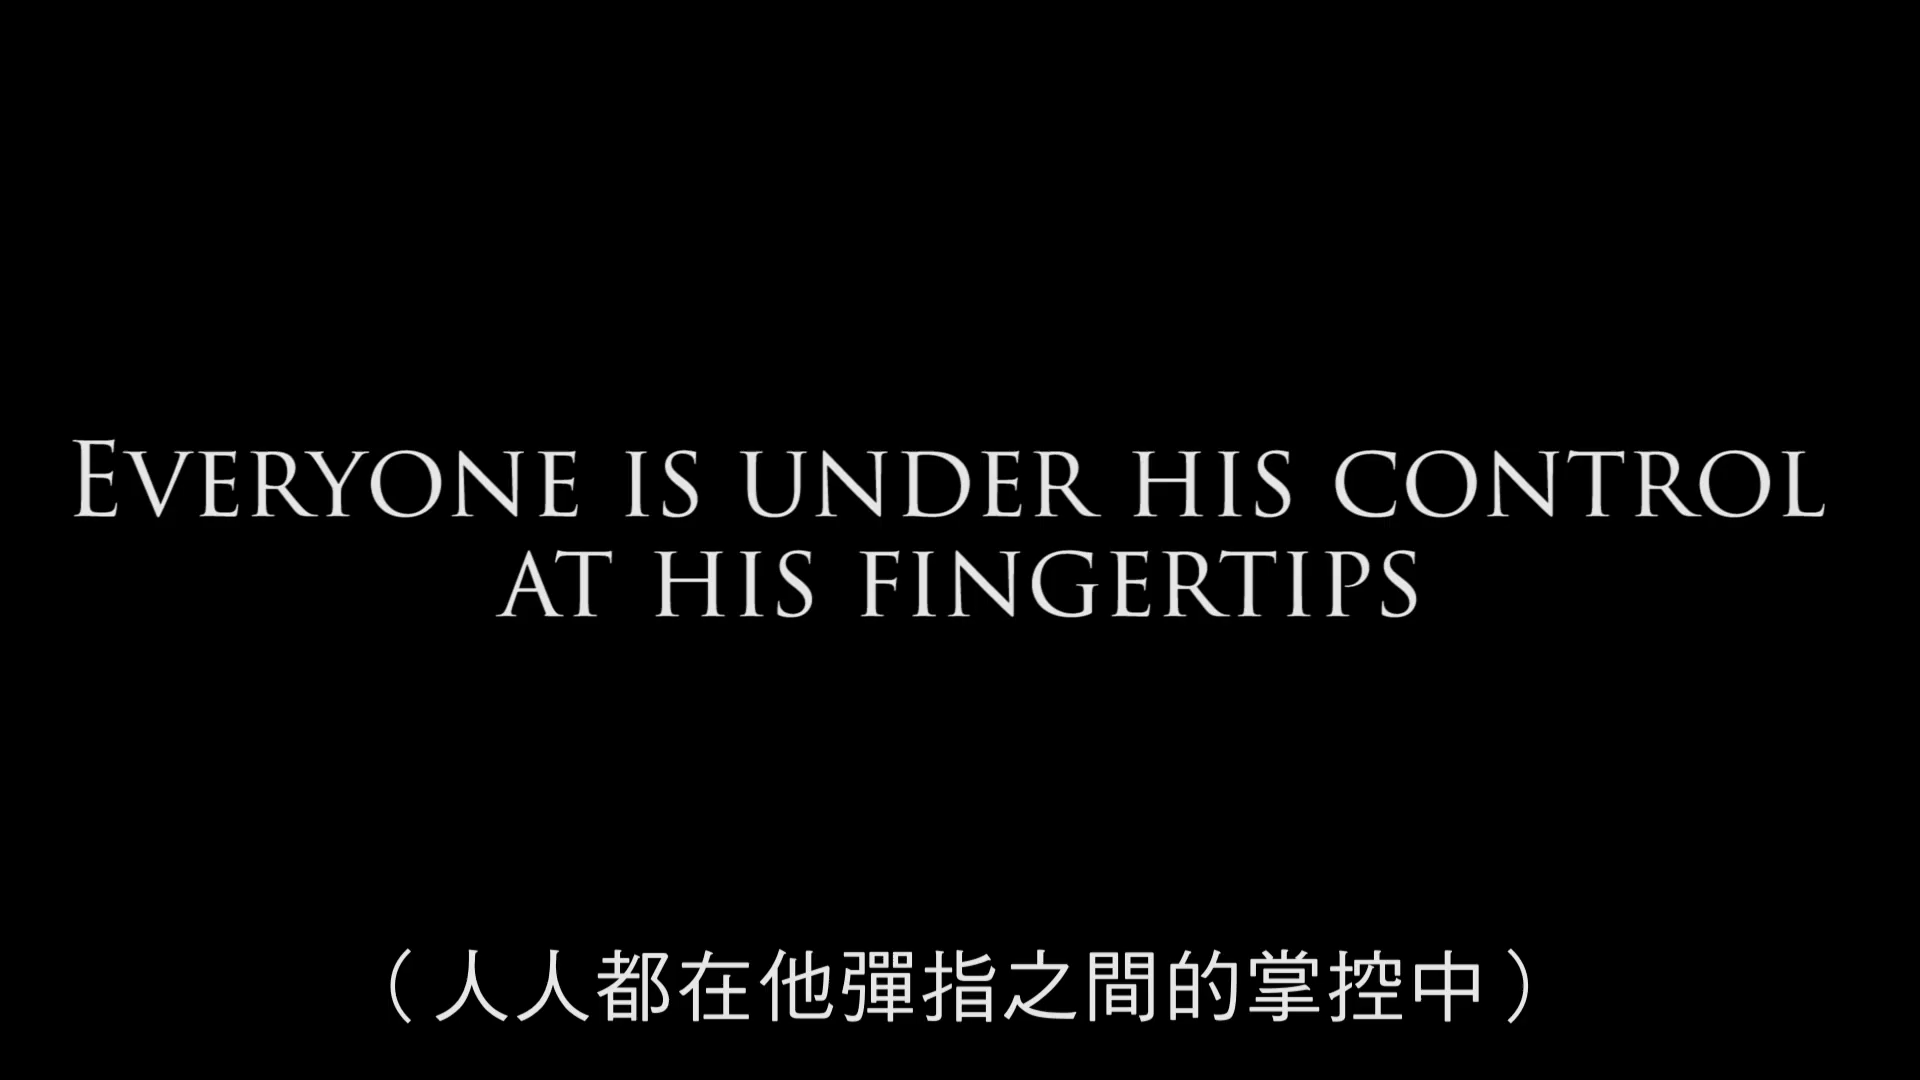 EVERYONE IS UNDER HIS CONTROL
AT HIS FINGERTIPS
（人人都在他彈指之間的掌控中）